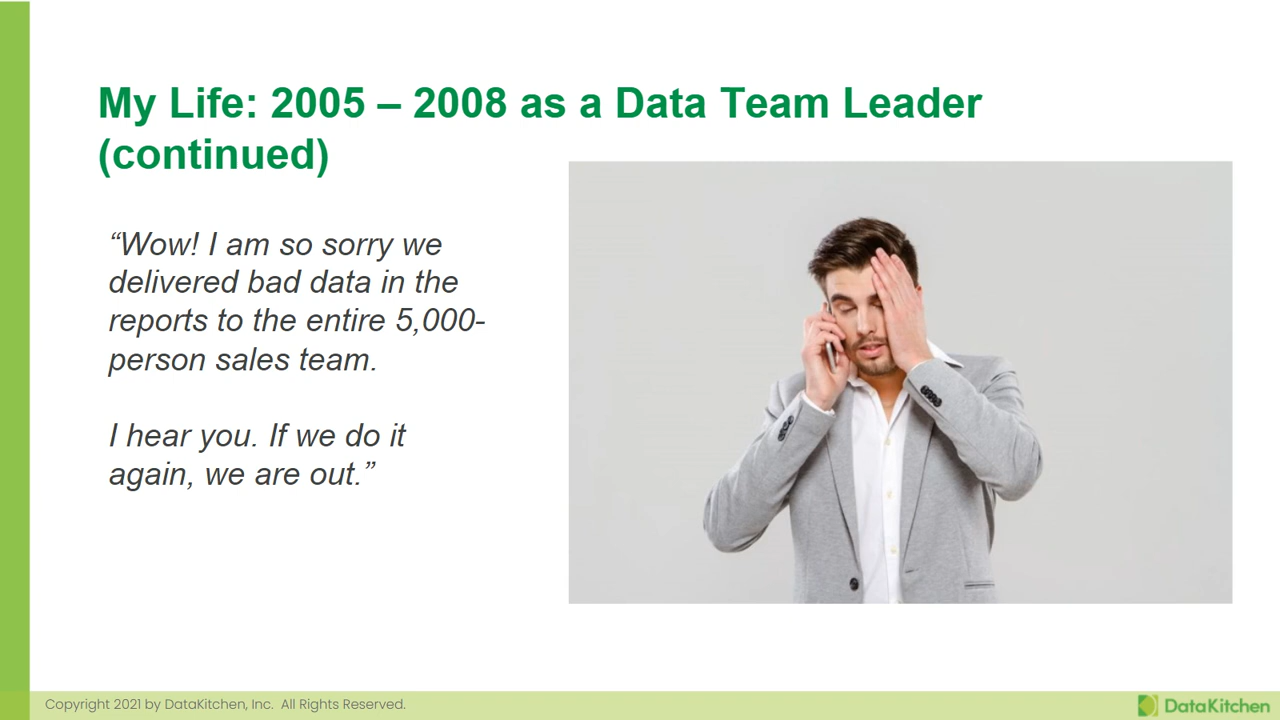 My Life: 2005 – 2008 as a Data Team Leader
(continued)
“Wow! I am so sorry we
delivered bad data in the
reports to the entire 5,000-
person sales team.
I hear you. If we do it
again, we are out.”
Copyright 2021 by DataKitchen, Inc.  All Rights Reserved.
DataKitchen